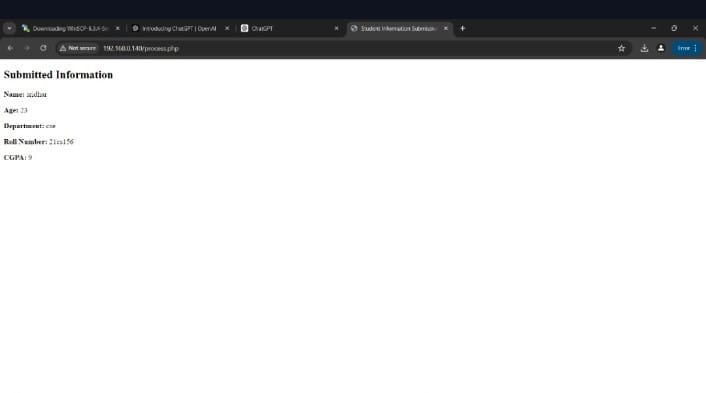 Downloading WinSCP-6.3.4-Se
Introducing ChatGPT | OpenAI
ChatGPT
Student Information Submissio
Not secure
192.168.0.140/process.php
Error
Submitted Information
Name: sridhar
Age: 23
Department: cse
Roll Number: 21cs156
CGPA: 9